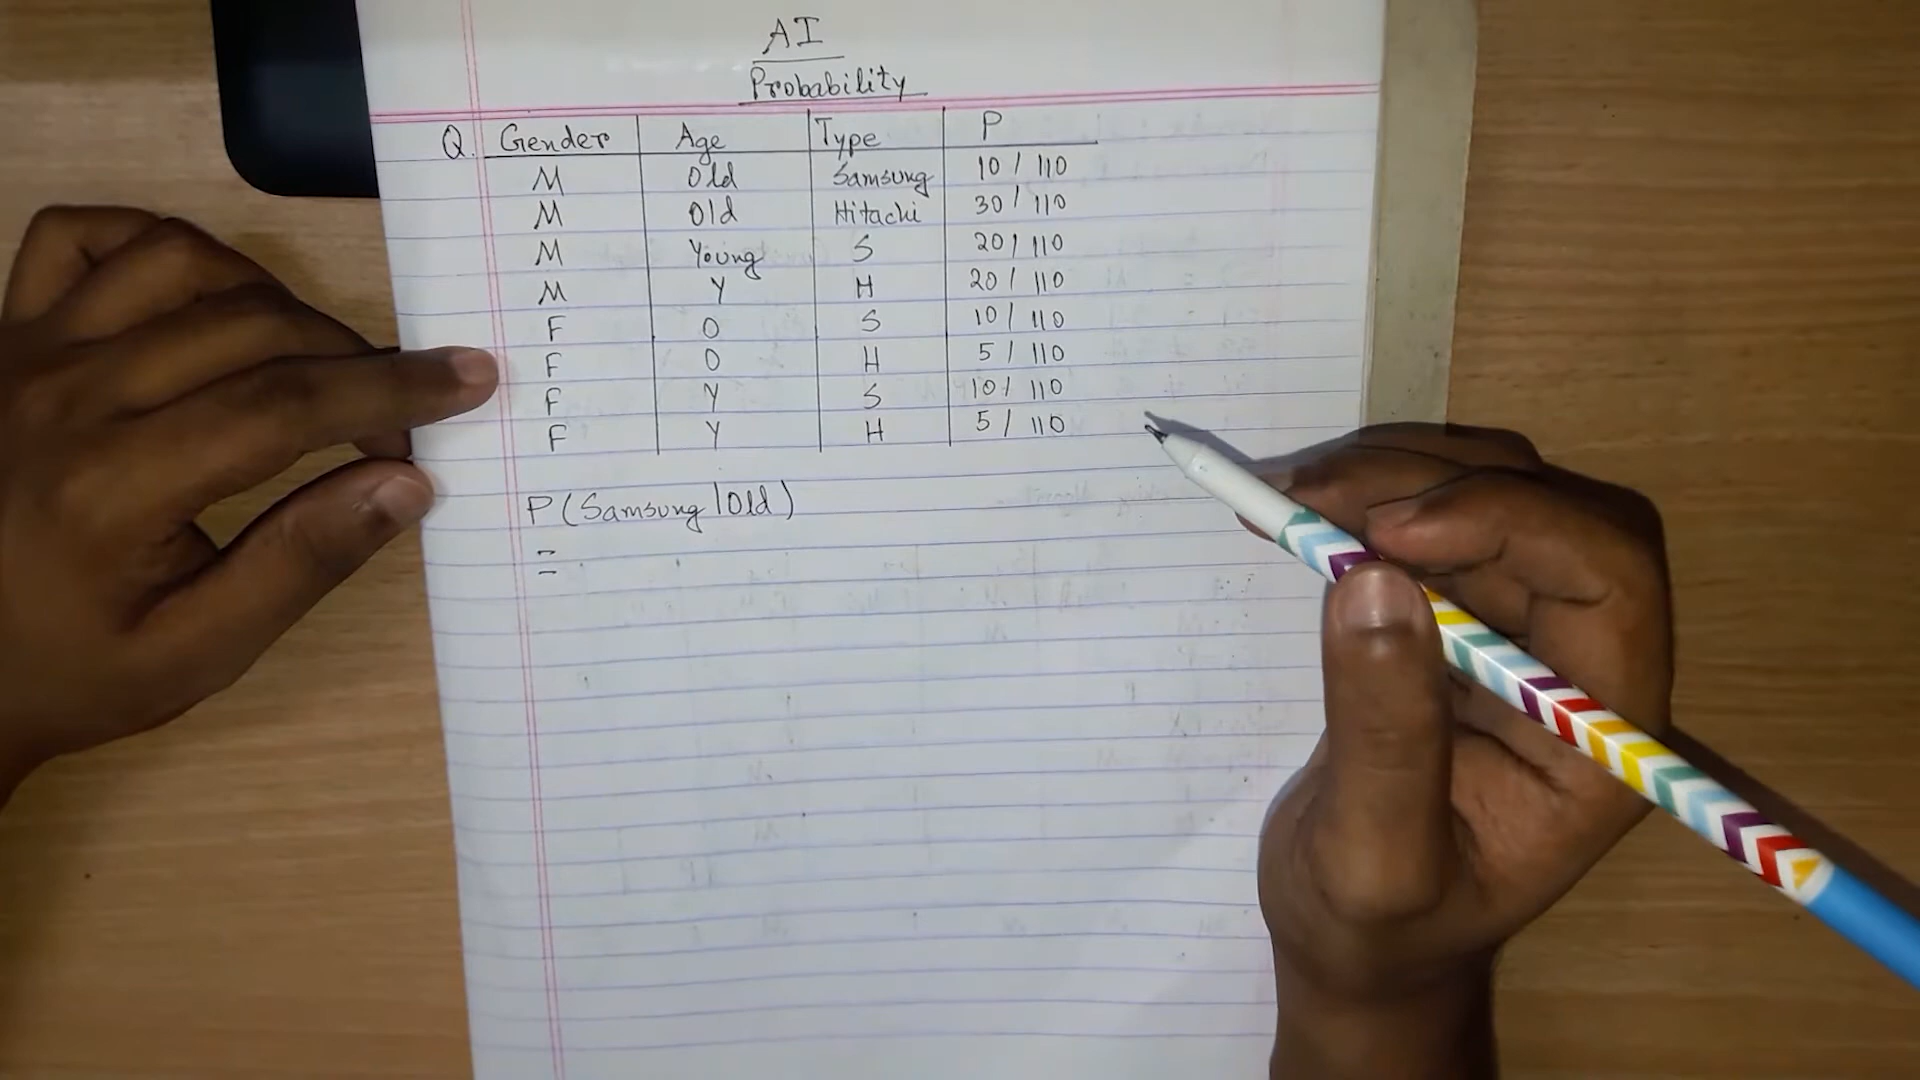 AI
Probability
Q. Gender Age Type P
M Old Samsung 10 / 110
M Old Hitachi 30 / 110
M Young S 20 / 110
M Y H 20 / 110
F O S 10 / 110
F O H 5 / 110
F Y S 10 / 110
F Y H 5 / 110
P (Samsung | Old)
=